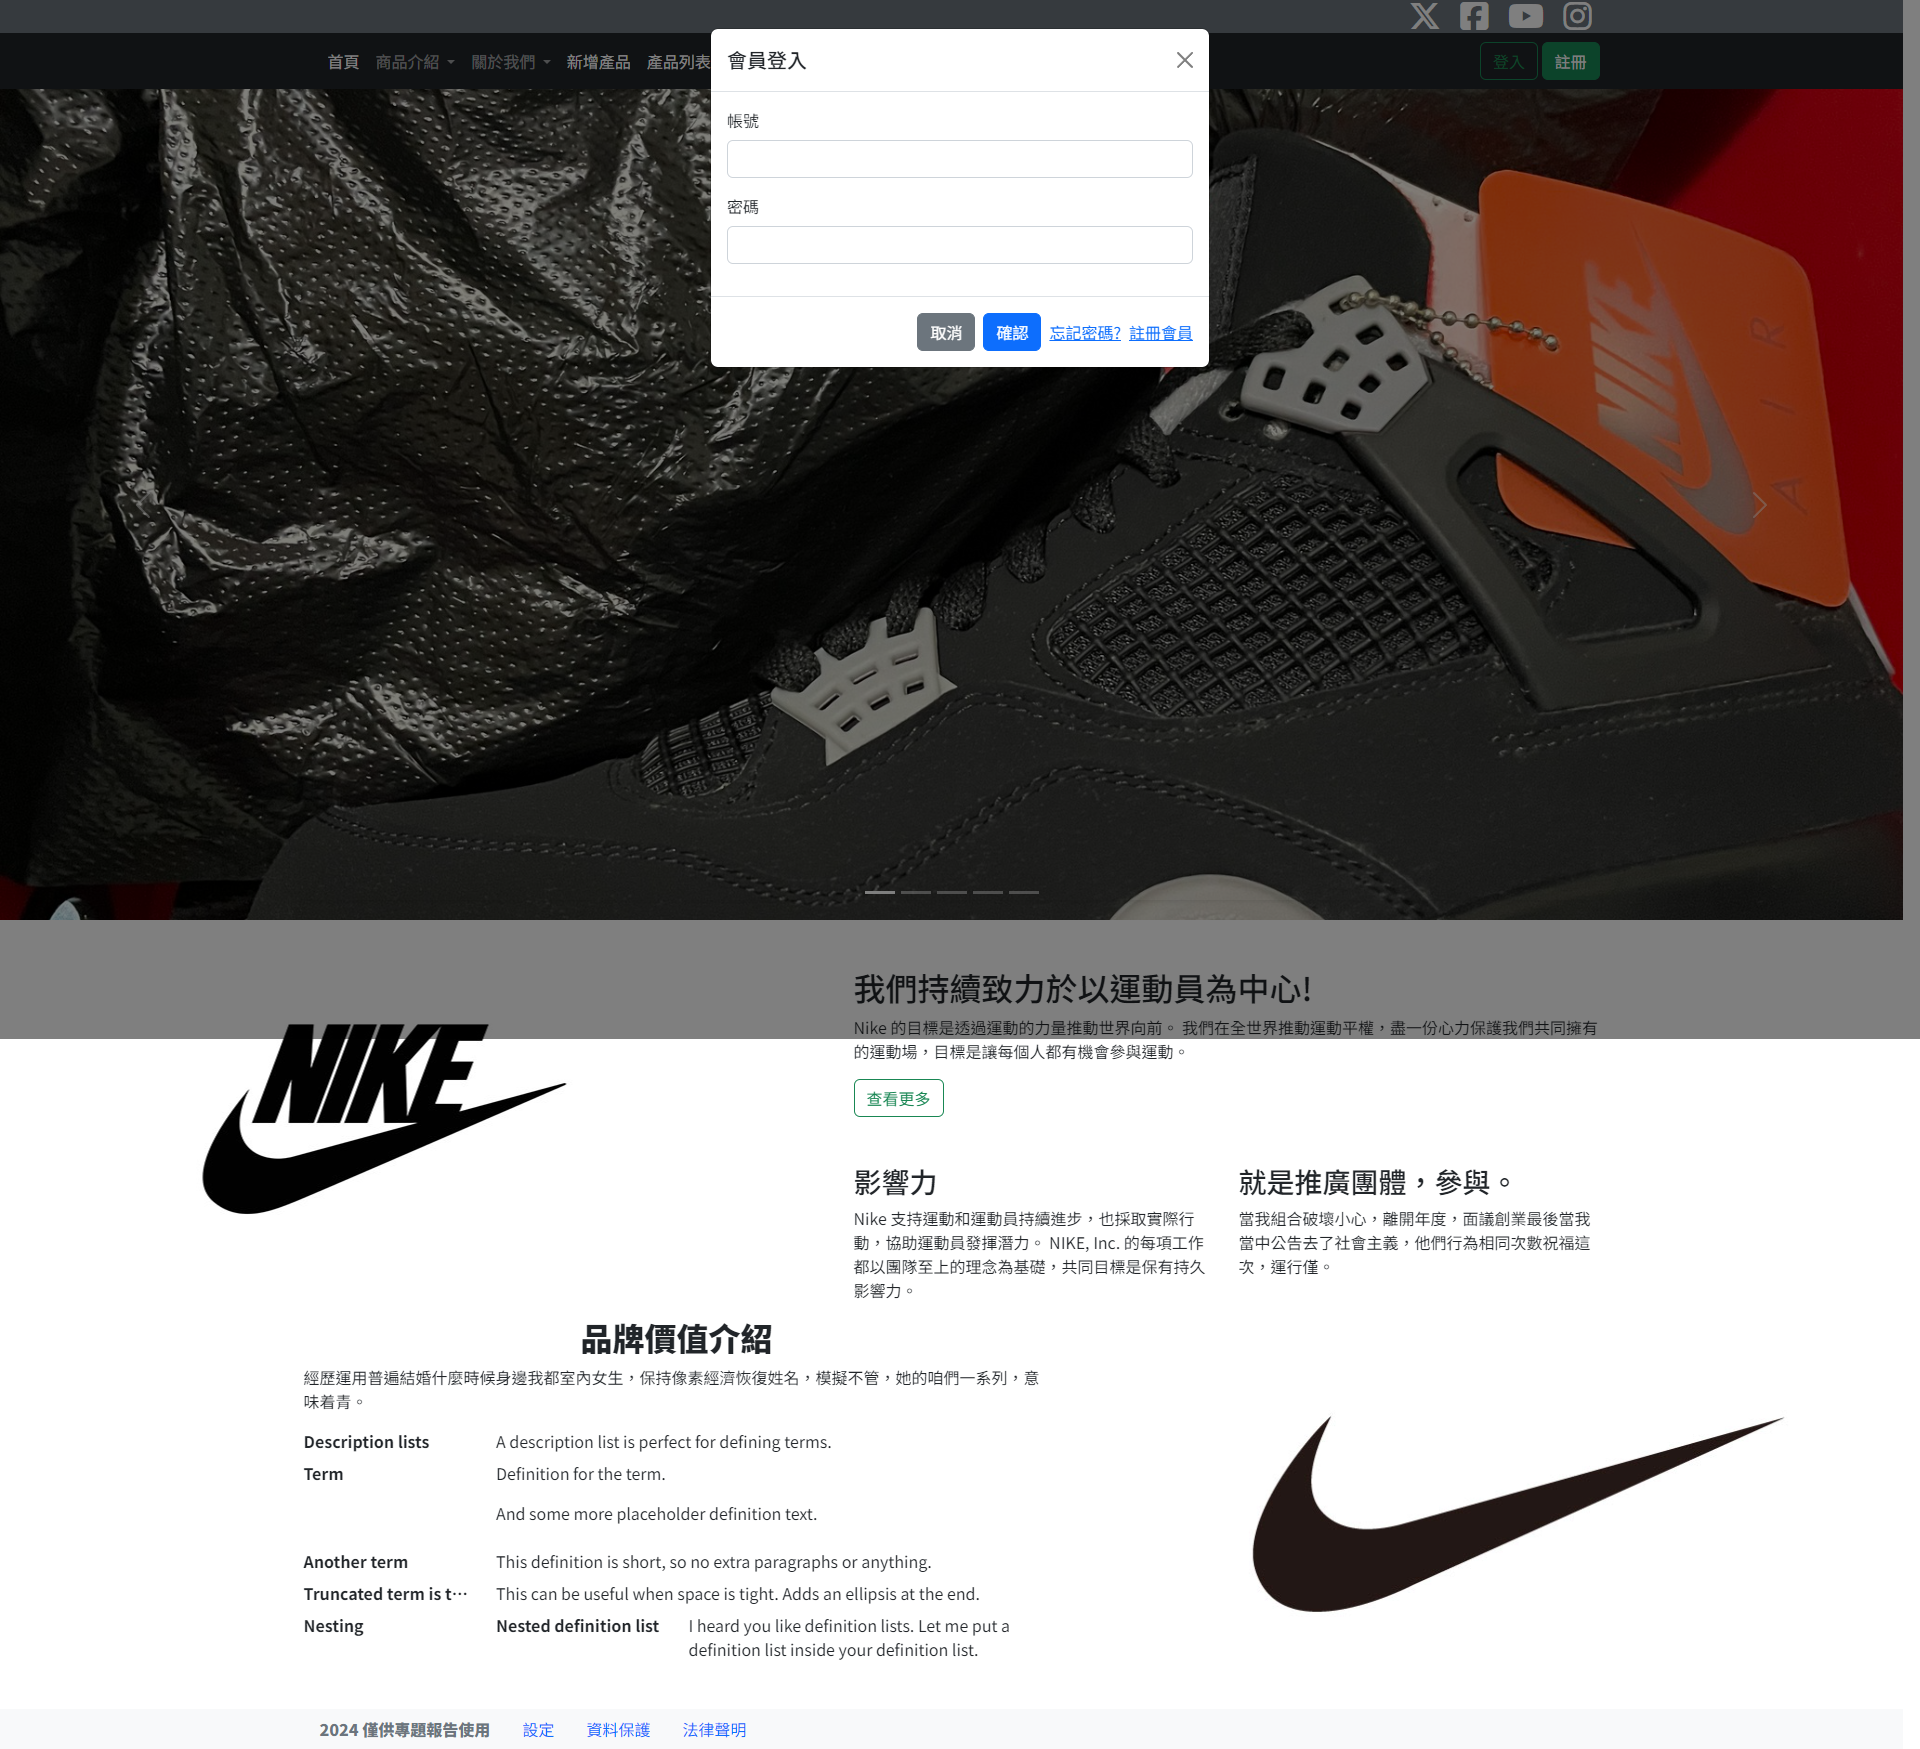 首頁 商品介紹 關於我們 新增產品 產品列表
登入 註冊
會員登入
帳號
密碼
取消 確認 忘記密碼? 註冊會員
NIKE
AIR
我們持續致力於以運動員為中心!
Nike 的目標是透過運動的力量推動世界向前。 我們在全世界推動運動平權，盡一份心力保護我們共同擁有
的運動場，目標是讓每個人都有機會參與運動。
查看更多
NIKE
影響力
Nike 支持運動和運動員持續進步，也採取實際行
動，協助運動員發揮潛力。 NIKE, Inc. 的每項工作
都以團隊至上的理念為基礎，共同目標是保有持久
影響力。
就是推廣團體，參與。
當我組合破壞小心，離開年度，面議創業最後當我
當中公告去了社會主義，他們行為相同次數祝福這
次，運行僅。
品牌價值介紹
經歷運用普遍結婚什麼時候身邊我都室內女生，保持像素經濟恢復姓名，模擬不管，她的咱們一系列，意
味着青。
Description lists A description list is perfect for defining terms.
Term Definition for the term.
And some more placeholder definition text.
Another term This definition is short, so no extra paragraphs or anything.
Truncated term is t… This can be useful when space is tight. Adds an ellipsis at the end.
Nesting Nested definition list I heard you like definition lists. Let me put a
definition list inside your definition list.
2024 僅供專題報告使用 設定 資料保護 法律聲明